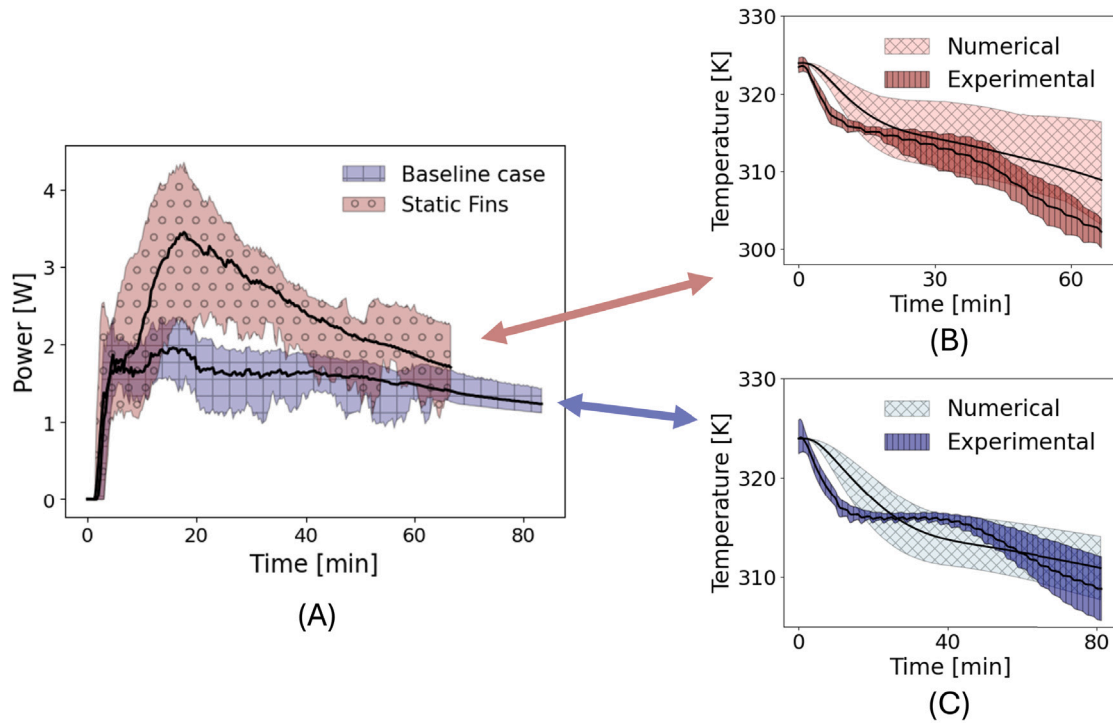 Power [W]
4
3
2
1
0
Baseline case
Static Fins
0 20 40 60 80
Time [min]
(A)
Temperature [K]
330
320
310
300
Numerical
Experimental
0 30 60
Time [min]
(B)
Temperature [K]
330
320
310
Numerical
Experimental
0 40 80
Time [min]
(C)